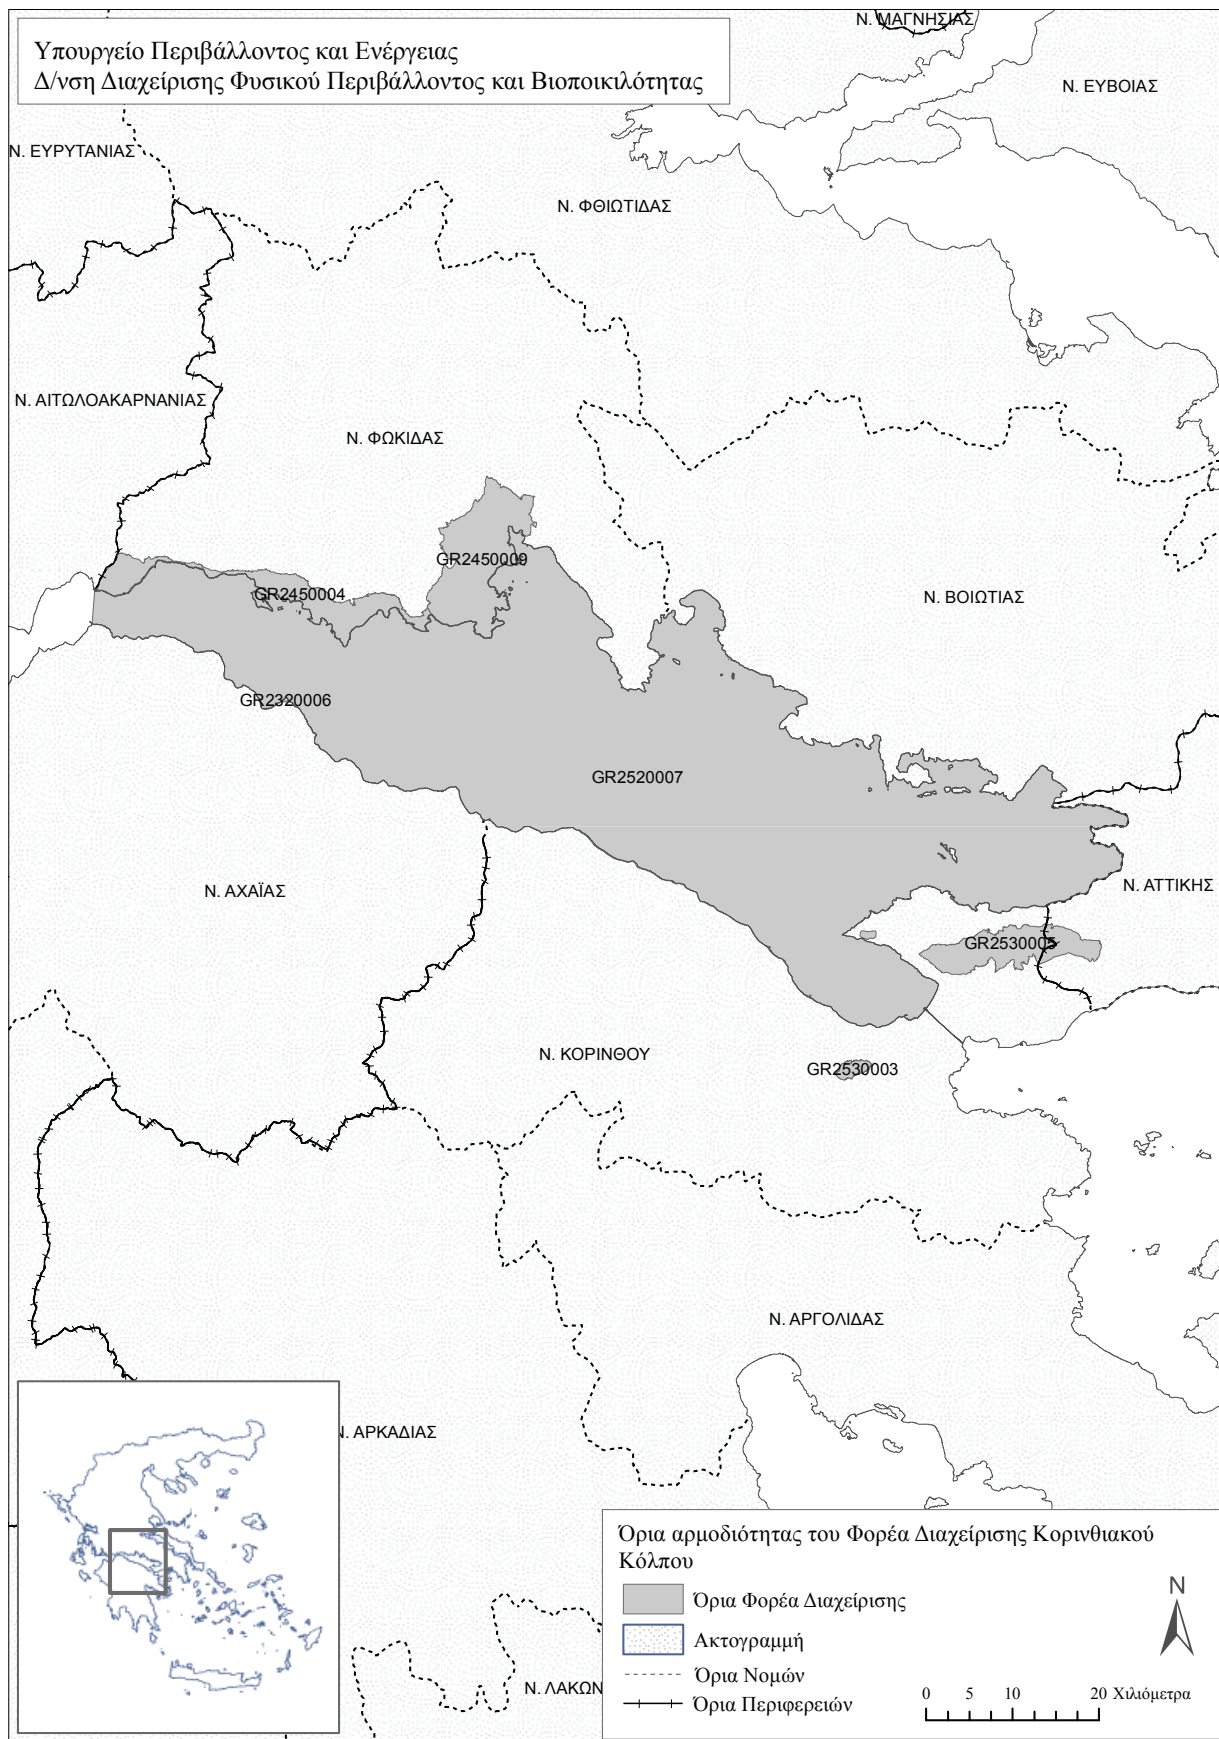 Υπουργείο Περιβάλλοντος και Ενέργειας
Δ/νση Διαχείρισης Φυσικού Περιβάλλοντος και Βιοποικιλότητας
Ν. ΜΑΓΝΗΣΙΑΣ
Ν. ΕΥΒΟΙΑΣ
Ν. ΕΥΡΥΤΑΝΙΑΣ
Ν. ΦΘΙΩΤΙΔΑΣ
Ν. ΑΙΤΩΛΟΑΚΑΡΝΑΝΙΑΣ
Ν. ΦΩΚΙΔΑΣ
GR2450009
GR2450004
Ν. ΒΟΙΩΤΙΑΣ
GR2320006
GR2520007
Ν. ΑΧΑΪΑΣ
Ν. ΑΤΤΙΚΗΣ
GR2530005
Ν. ΚΟΡΙΝΘΟΥ
GR2530003
Ν. ΑΡΓΟΛΙΔΑΣ
Ν. ΑΡΚΑΔΙΑΣ
Ν. ΛΑΚΩΝ
Όρια αρμοδιότητας του Φορέα Διαχείρισης Κορινθιακού
Κόλπου
Όρια Φορέα Διαχείρισης
Ακτογραμμή
Όρια Νομών
Όρια Περιφερειών
N
0 5 10 20 Χιλιόμετρα